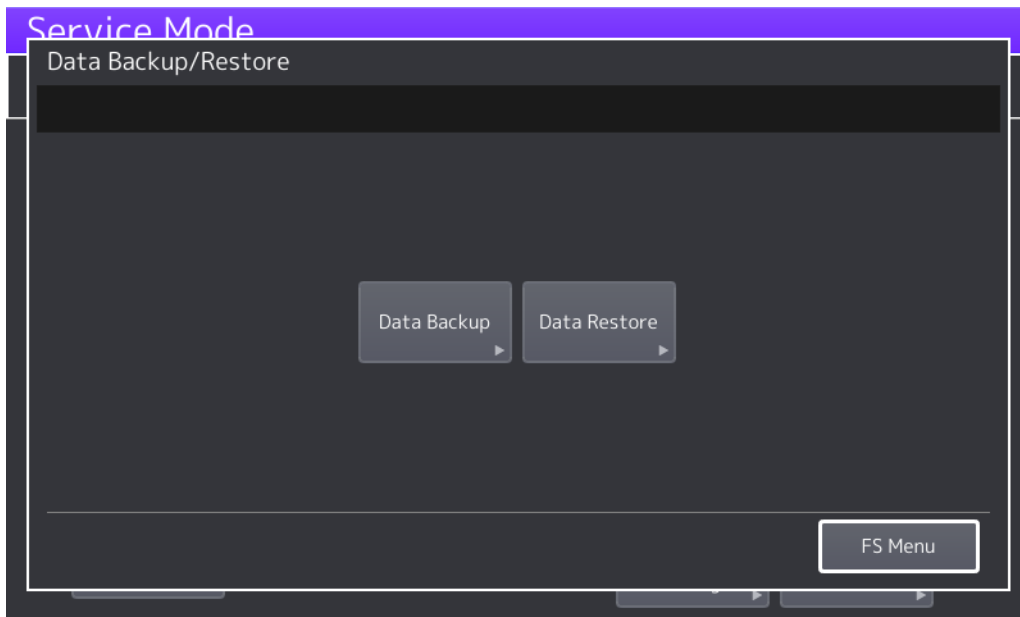 Service Mode
Data Backup/Restore
Data Backup
Data Restore
FS Menu